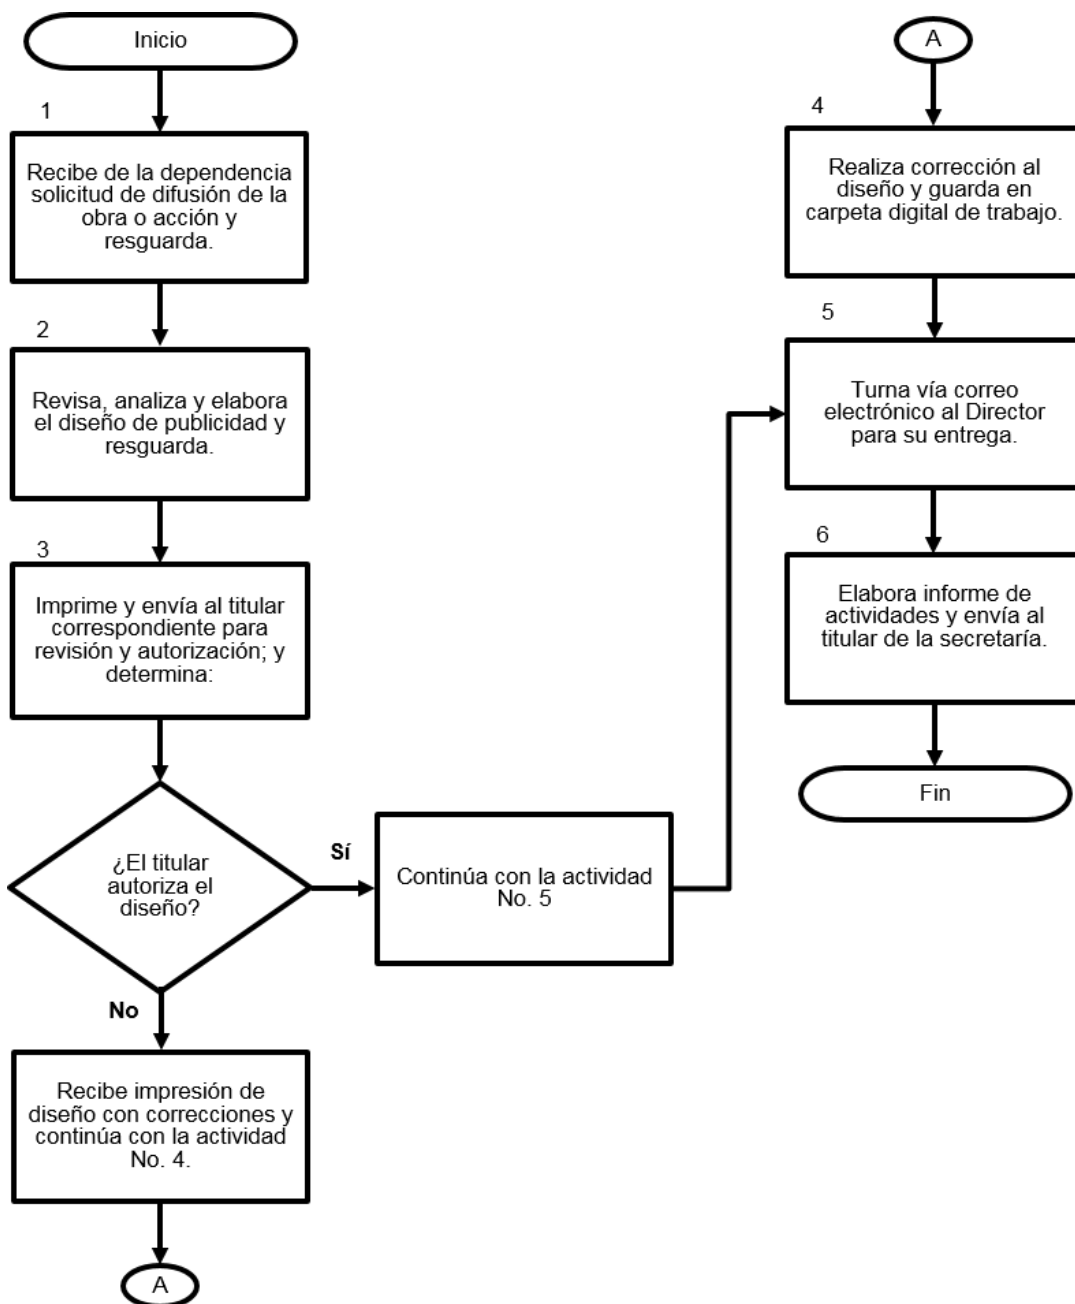 Inicio
1
Recibe de la dependencia
solicitud de difusión de la
obra o acción y
resguarda.
2
Revisa, analiza y elabora
el diseño de publicidad y
resguarda.
3
Imprime y envía al titular
correspondiente para
revisión y autorización; y
determina:
¿El titular
autoriza el
diseño?
Sí
Continúa con la actividad
No. 5
No
Recibe impresión de
diseño con correcciones y
continúa con la actividad
No. 4.
A
A
4
Realiza corrección al
diseño y guarda en
carpeta digital de trabajo.
5
Turna vía correo
electrónico al Director
para su entrega.
6
Elabora informe de
actividades y envía al
titular de la secretaría.
Fin